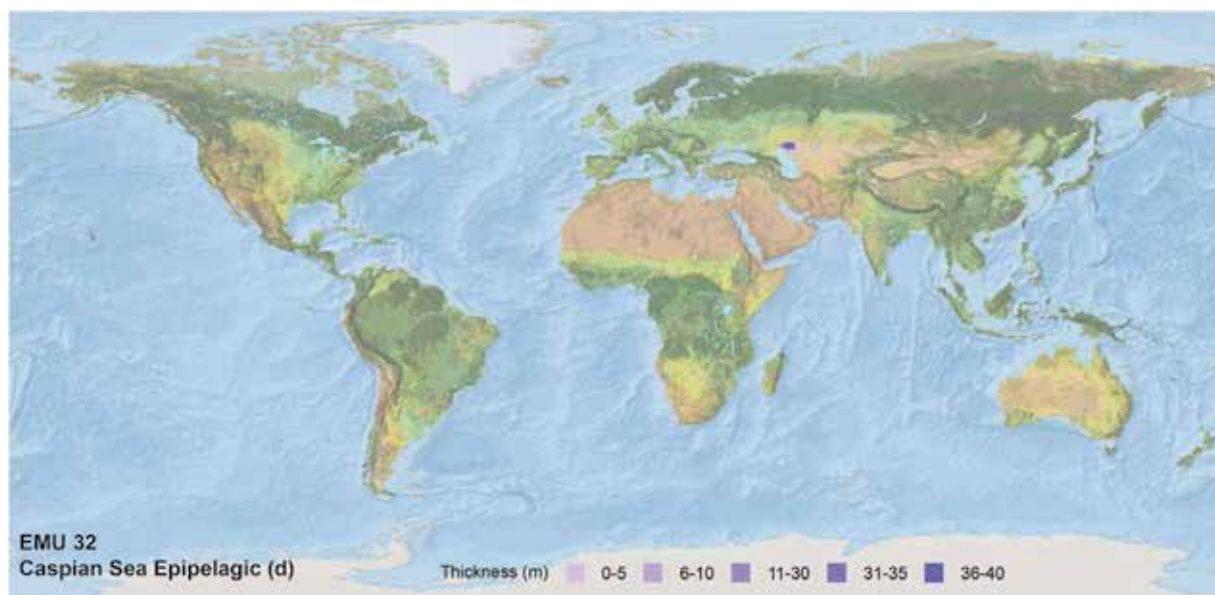 EMU 32
Caspian Sea Epipelagic (d)
Thickness (m) 0-5 6-10 11-30 31-35 36-40